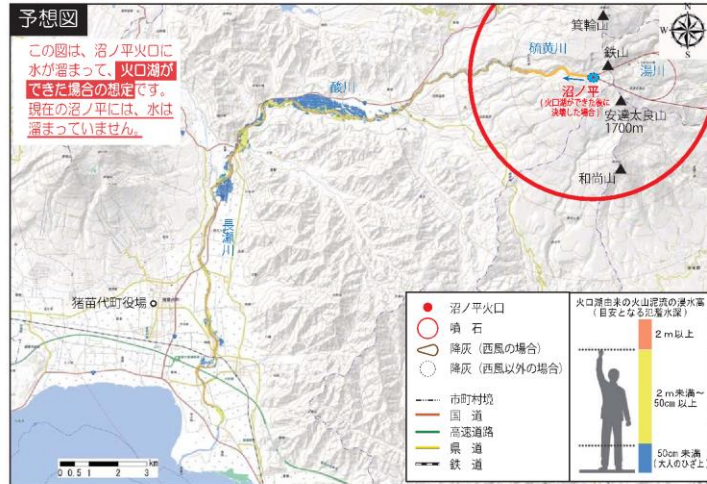 予想図
この図は、沼ノ平火口に
水が溜まって、火口湖が
できた場合の想定です。
現在の沼ノ平には、水は
溜まっていません。
箕輪山
N
W
E
S
硫黄川
鉄山
湯川
酸川
沼ノ平
(火口湖ができた後に
決壊した場合)
安達太良山
1700m
和尚山
長瀬川
猪苗代町役場
沼ノ平火口
噴 石
降灰(西風の場合)
降灰(西風以外の場合)
市町村境
国 道
高速道路
県 道
鉄 道
火口湖由来の火山泥流の浸水高
(目安となる氾濫水深)
2m以上
2m未満~
50cm以上
50cm未満
(大人のひざ上)
0 0.5 1 2 3
km